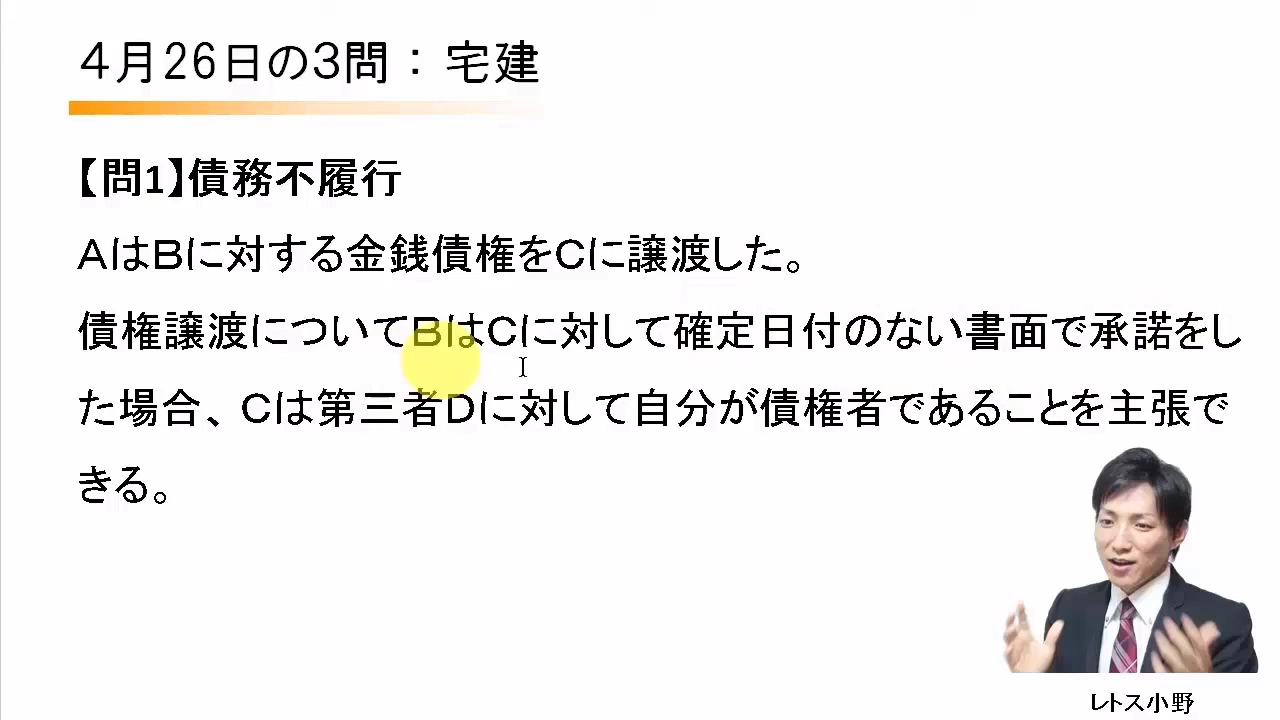 ４月26日の3問：宅建
【問1】債務不履行
ＡはＢに対する金銭債権をＣに譲渡した。
債権譲渡についてＢはＣに対して確定日付のない書面で承諾をし
た場合、Ｃは第三者Ｄに対して自分が債権者であることを主張で
きる。
レトス小野